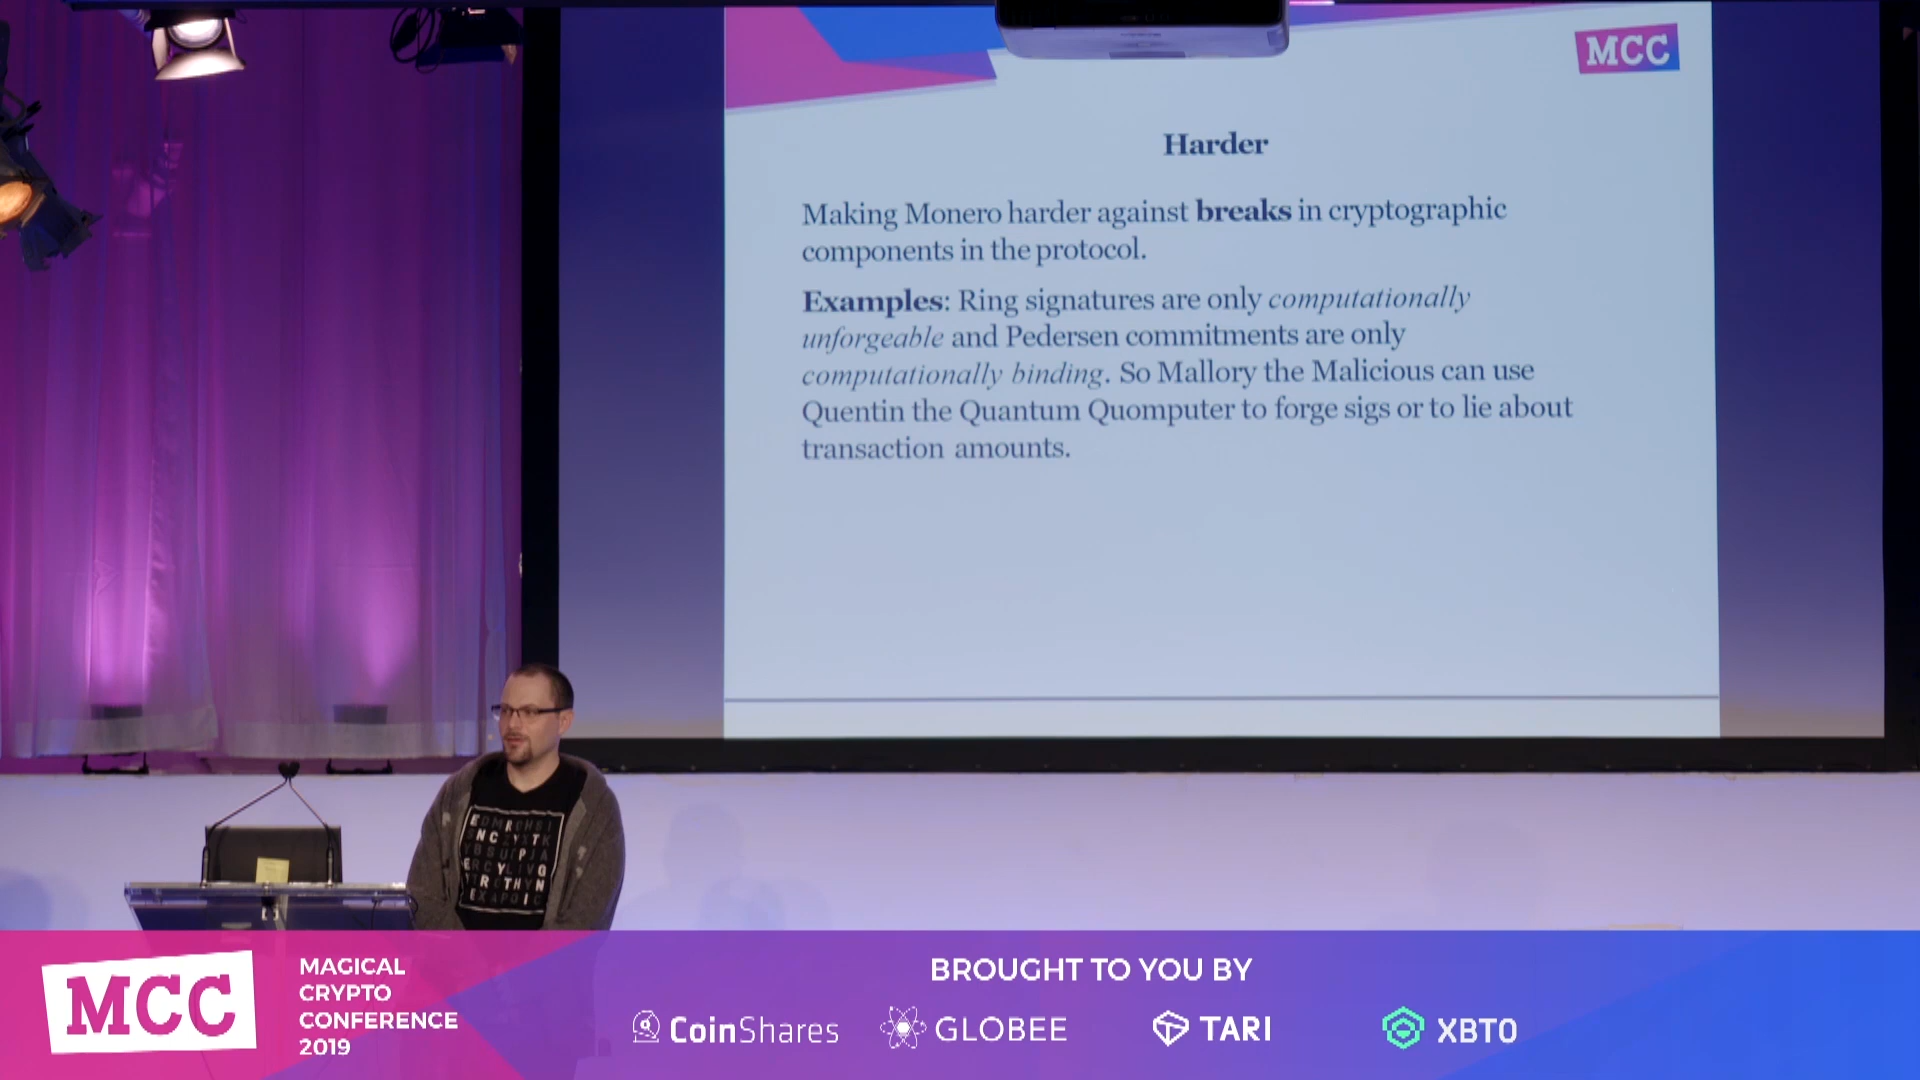 MCC
Harder
Making Monero harder against breaks in cryptographic
components in the protocol.
Examples: Ring signatures are only computationally
unforgeable and Pedersen commitments are only
computationally binding. So Mallory the Malicious can use
Quentin the Quantum Quomputer to forge sigs or to lie about
transaction amounts.
MCC
MAGICAL
CRYPTO
CONFERENCE
2019
BROUGHT TO YOU BY
CoinShares
GLOBEE
TARI
XBTO